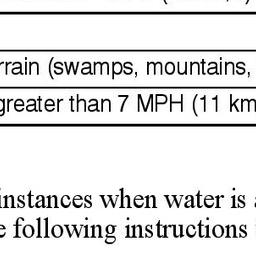 rrain (swamps, mountains,
greater than 7 MPH (11 km
instances when water is
following instructions